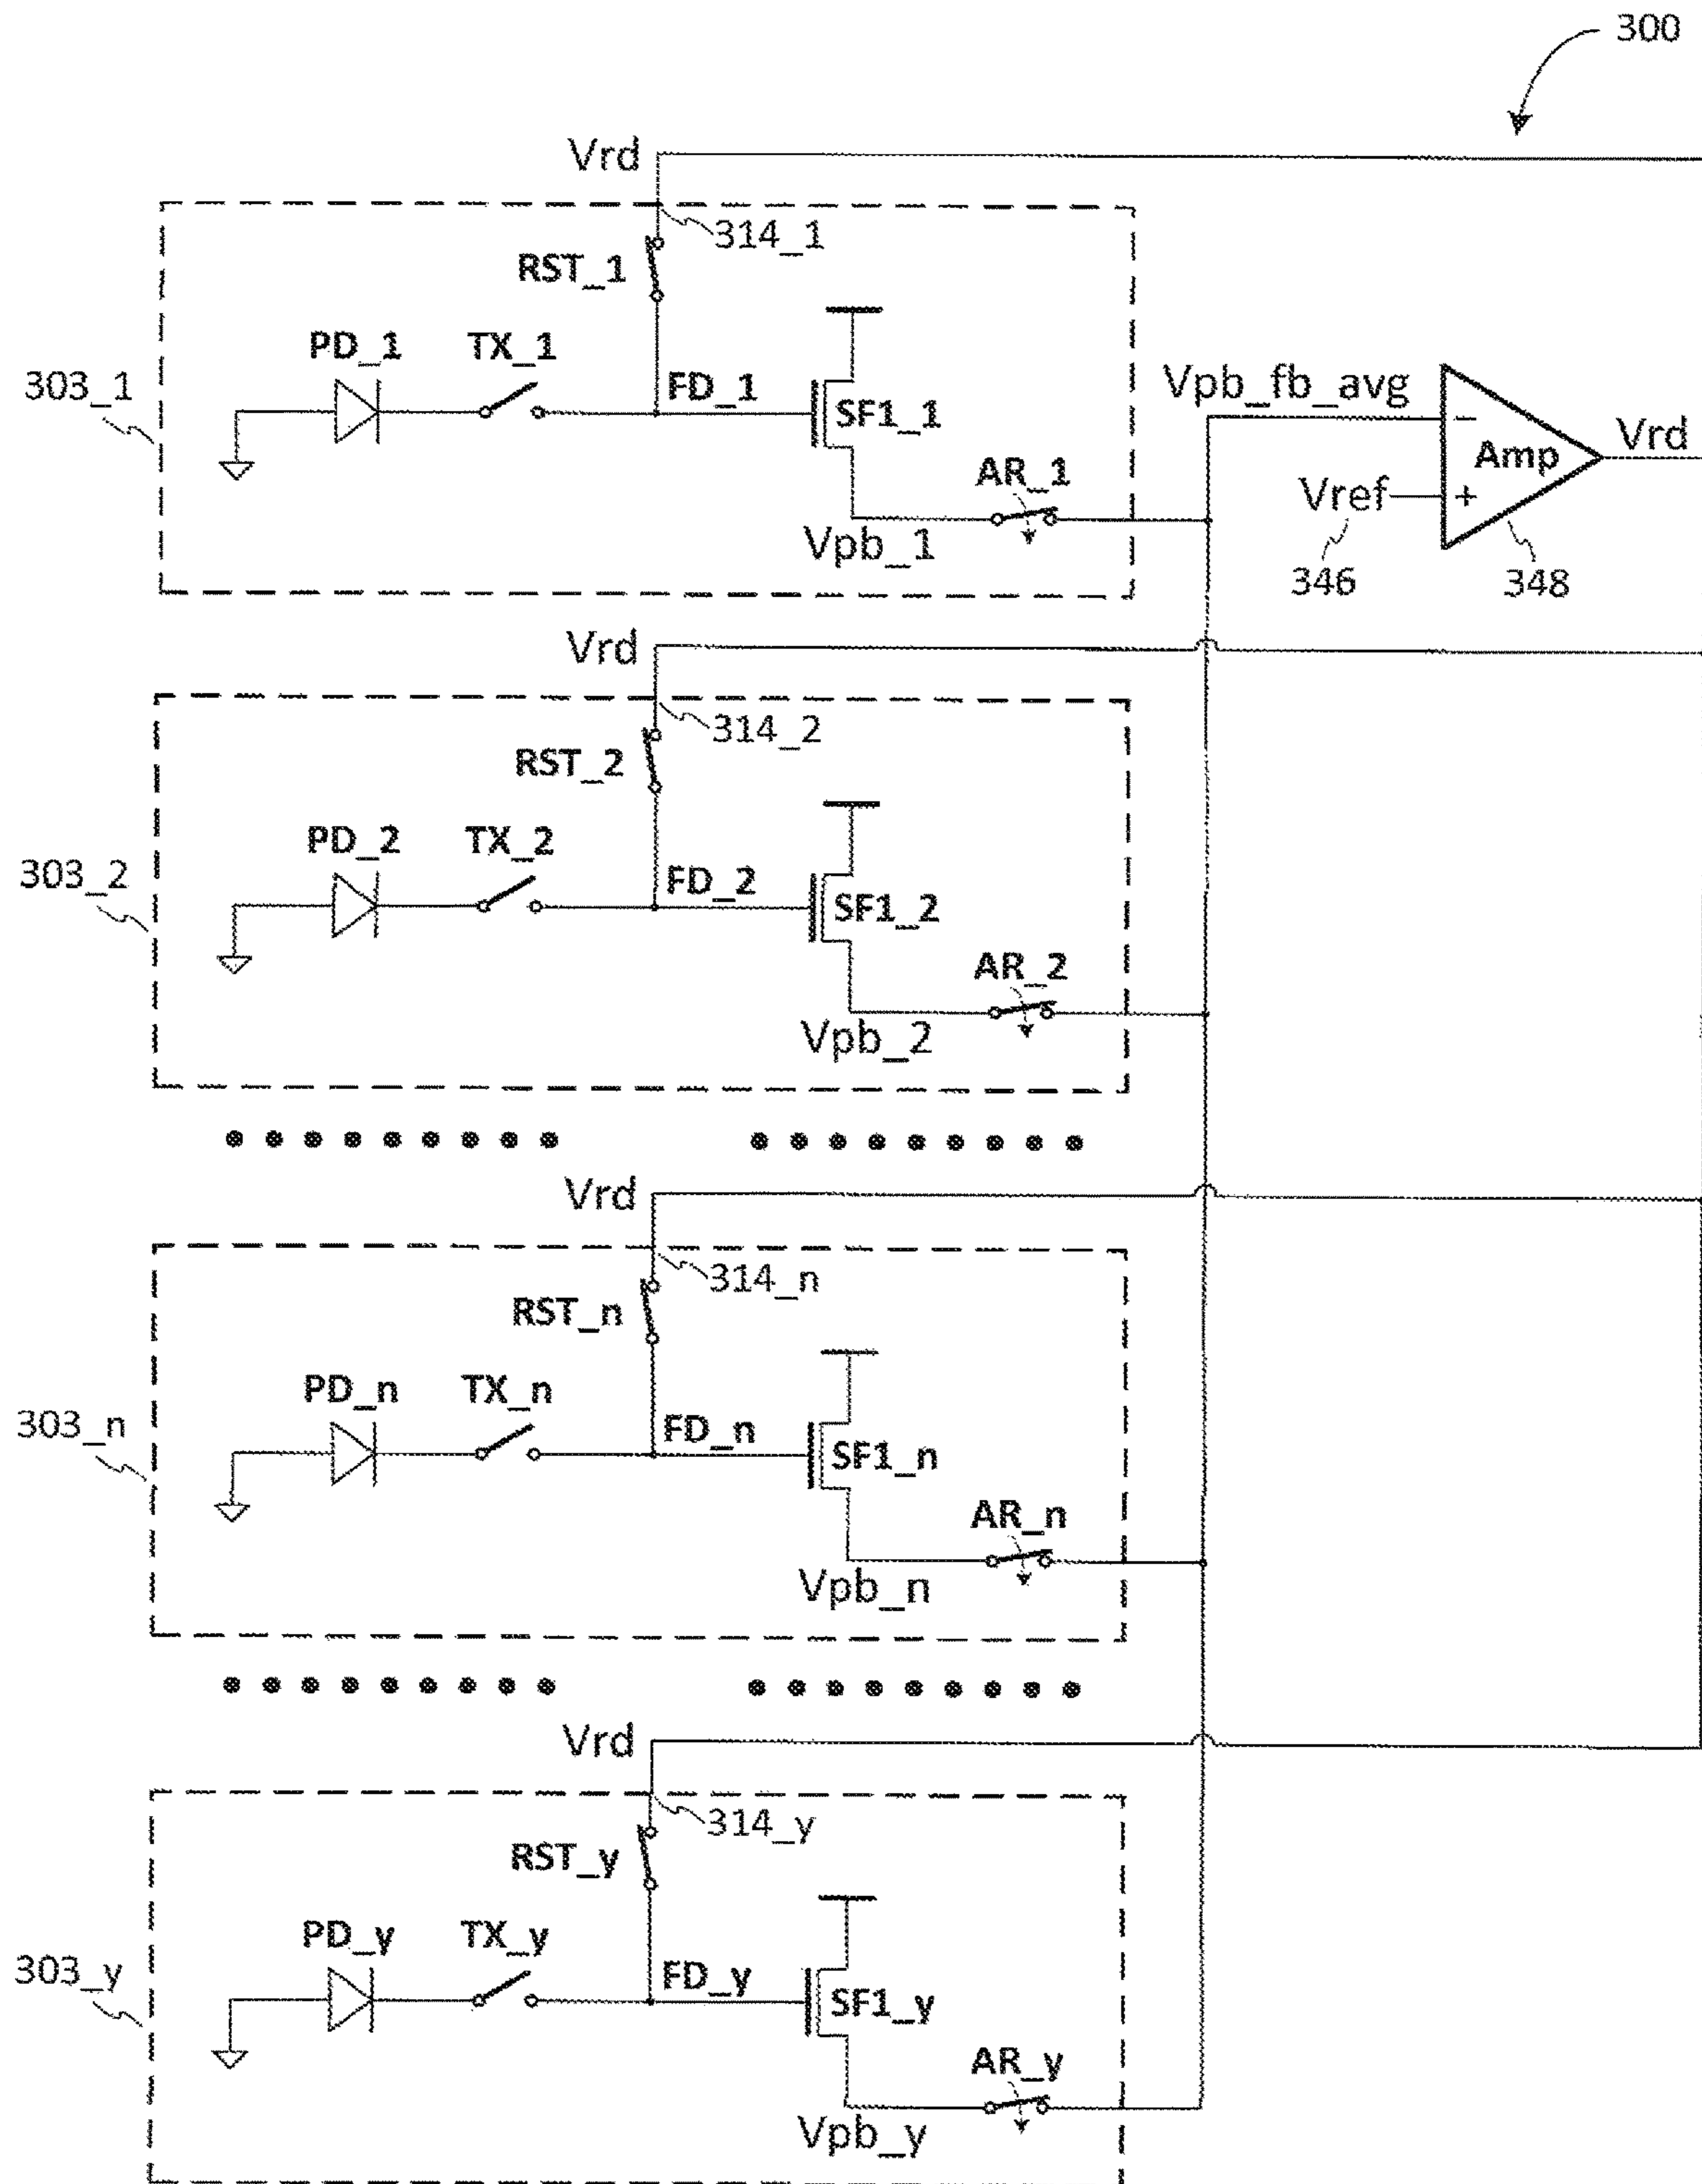 300
Vrd
314_1
RST_1
PD_1
TX_1
303_1
FD_1
SF1_1
AR_1
Vpb_1
Vpb_fb_avg
−
Amp
Vrd
Vref
+
346
348
Vrd
314_2
RST_2
PD_2
TX_2
303_2
FD_2
SF1_2
AR_2
Vpb_2
Vrd
314_n
RST_n
PD_n
TX_n
303_n
FD_n
SF1_n
AR_n
Vpb_n
Vrd
314_y
RST_y
PD_y
TX_y
303_y
FD_y
SF1_y
AR_y
Vpb_y